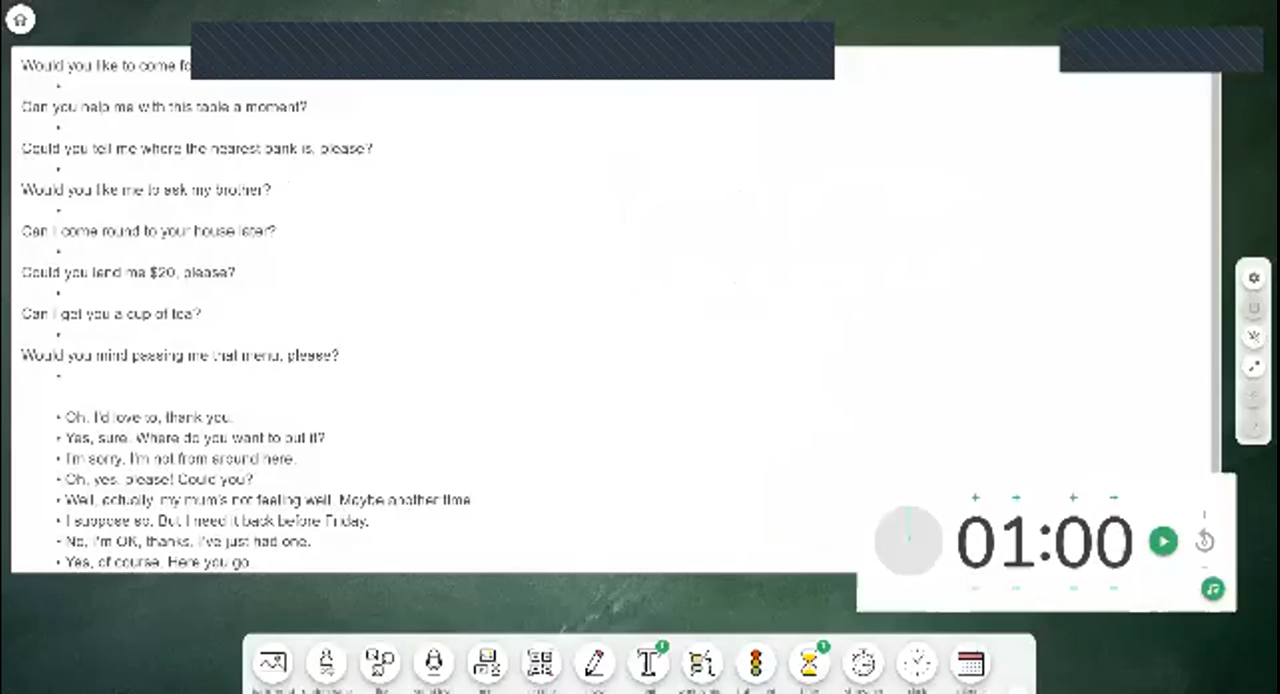 Would you like to come fo
Can you help me with this table a moment?
Could you tell me where the nearest bank is, please?
Would you like me to ask my brother?
Can I come round to your house later?
Could you lend me $20, please?
Can I get you a cup of tea?
Would you mind passing me that menu, please?
• Oh, I'd love to, thank you.
• Yes, sure. Where do you want to put it?
• I'm sorry, I'm not from around here.
• Oh, yes, please! Could you?
• Well, actually, my mum's not feeling well. Maybe another time
• I suppose so. But I need it back before Friday.
• No, I'm OK, thanks, I've just had one.
• Yes, of course. Here you go
01:00